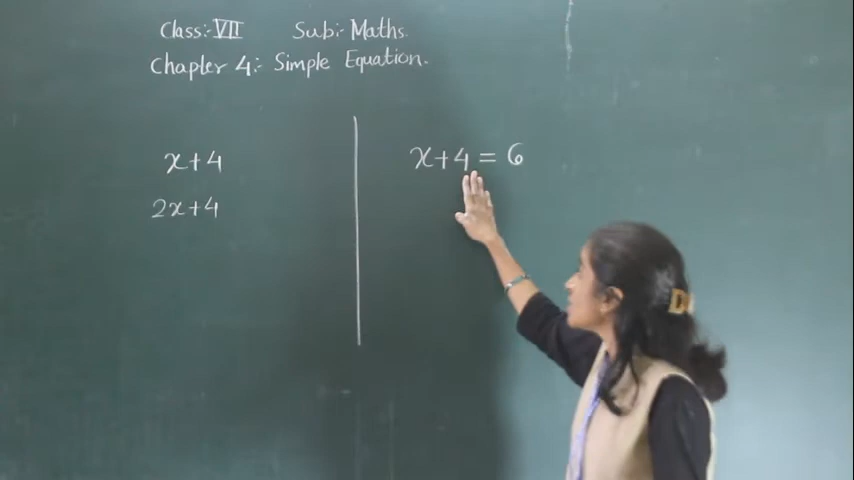 Class:- VII Sub:- Maths.
Chapter 4:- Simple Equation.
x+4
2x+4
x+4 = 6